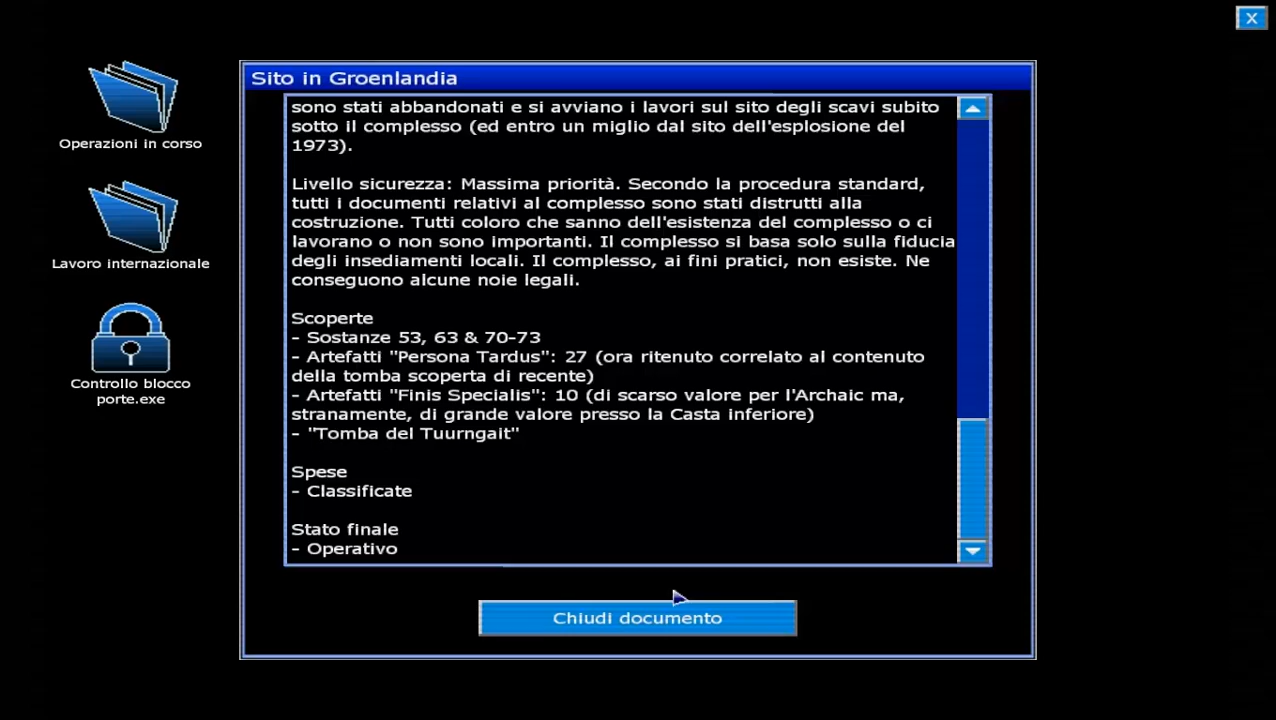 X
Operazioni in corso
Lavoro internazionale
Controllo blocco
porte.exe
Sito in Groenlandia
sono stati abbandonati e si avviano i lavori sul sito degli scavi subito
sotto il complesso (ed entro un miglio dal sito dell'esplosione del
1973).
Livello sicurezza: Massima priorità. Secondo la procedura standard,
tutti i documenti relativi al complesso sono stati distrutti alla
costruzione. Tutti coloro che sanno dell'esistenza del complesso o ci
lavorano o non sono importanti. Il complesso si basa solo sulla fiducia
degli insediamenti locali. Il complesso, ai fini pratici, non esiste. Ne
conseguono alcune noie legali.
Scoperte
- Sostanze 53, 63 & 70-73
- Artefatti "Persona Tardus": 27 (ora ritenuto correlato al contenuto
della tomba scoperta di recente)
- Artefatti "Finis Specialis": 10 (di scarso valore per l'Archaic ma,
stranamente, di grande valore presso la Casta inferiore)
- "Tomba del Tuurngait"
Spese
- Classificate
Stato finale
- Operativo
Chiudi documento